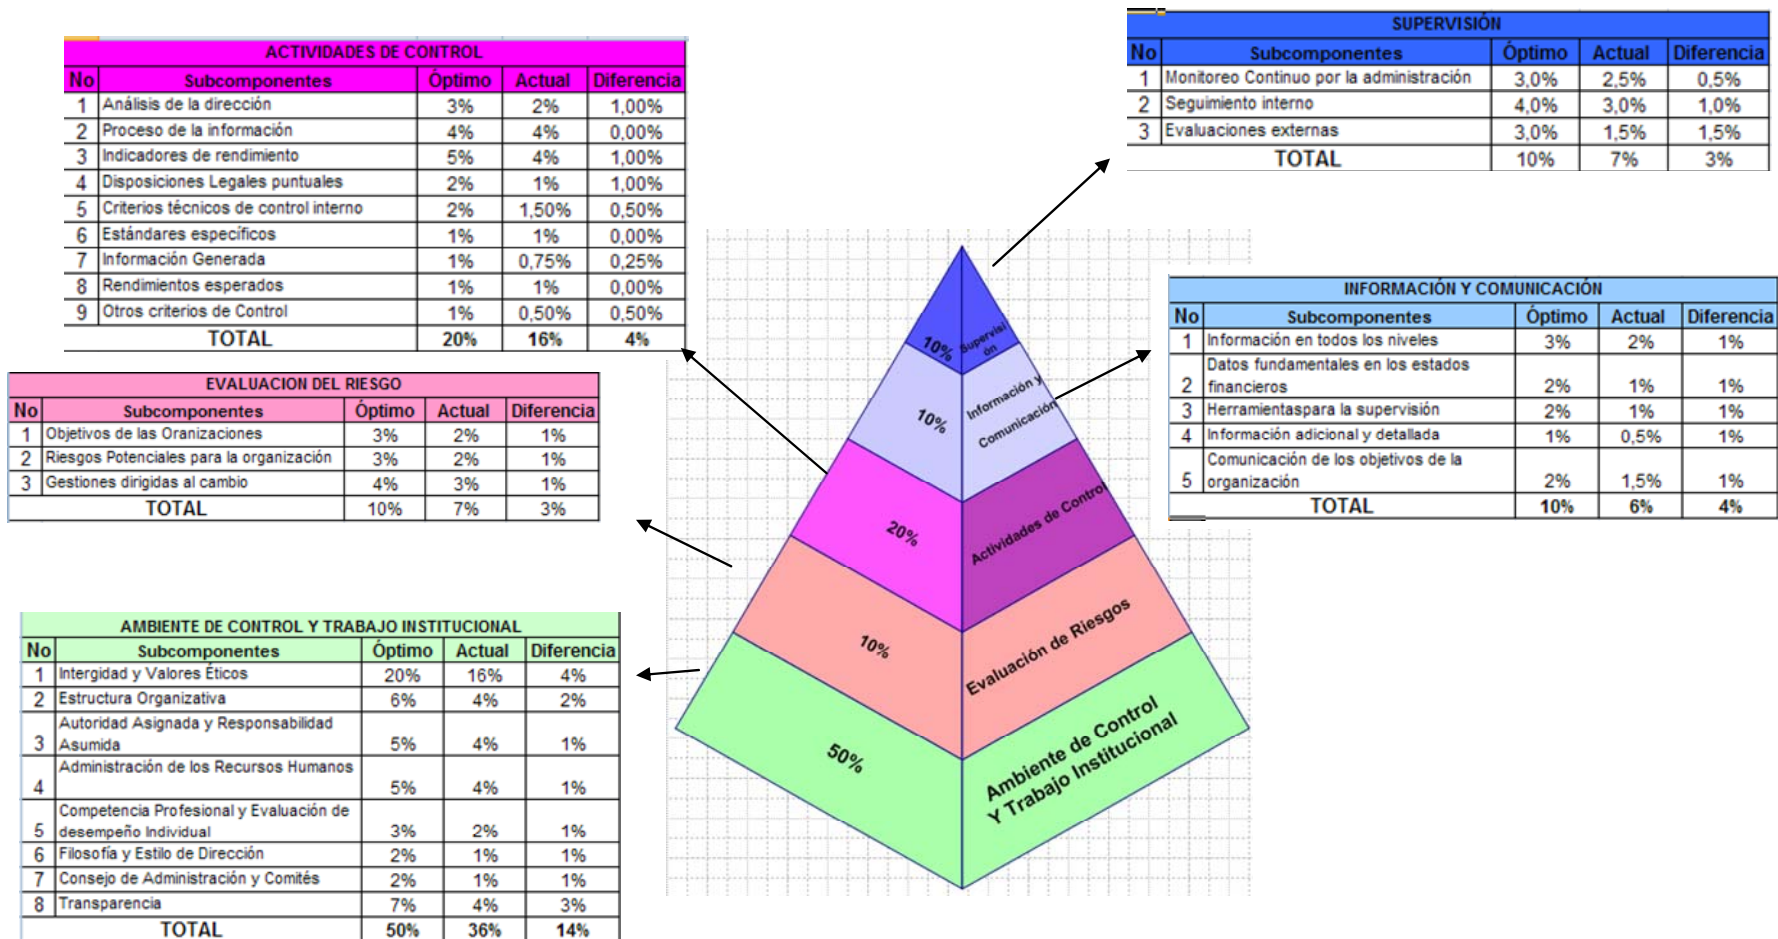 ACTIVIDADES DE CONTROL
No Subcomponentes Óptimo Actual Diferencia
1 Análisis de la dirección 3% 2% 1,00%
2 Proceso de la información 4% 4% 0,00%
3 Indicadores de rendimiento 5% 4% 1,00%
4 Disposiciones Legales puntuales 2% 1% 1,00%
5 Criterios técnicos de control interno 2% 1,50% 0,50%
6 Estándares específicos 1% 1% 0,00%
7 Información Generada 1% 0,75% 0,25%
8 Rendimientos esperados 1% 1% 0,00%
9 Otros criterios de Control 1% 0,50% 0,50%
TOTAL 20% 16% 4%
SUPERVISIÓN
No Subcomponentes Óptimo Actual Diferencia
1 Monitoreo Continuo por la administración 3,0% 2,5% 0,5%
2 Seguimiento interno 4,0% 3,0% 1,0%
3 Evaluaciones externas 3,0% 1,5% 1,5%
TOTAL 10% 7% 3%
INFORMACIÓN Y COMUNICACIÓN
No Subcomponentes Óptimo Actual Diferencia
1 Información en todos los niveles 3% 2% 1%
Datos fundamentales en los estados
2 financieros 2% 1% 1%
3 Herramientaspara la supervisión 2% 1% 1%
4 Información adicional y detallada 1% 0,5% 1%
Comunicación de los objetivos de la
5 organización 2% 1,5% 1%
TOTAL 10% 6% 4%
EVALUACION DEL RIESGO
No Subcomponentes Óptimo Actual Diferencia
1 Objetivos de las Oranizaciones 3% 2% 1%
2 Riesgos Potenciales para la organización 3% 2% 1%
3 Gestiones dirigidas al cambio 4% 3% 1%
TOTAL 10% 7% 3%
AMBIENTE DE CONTROL Y TRABAJO INSTITUCIONAL
No Subcomponentes Óptimo Actual Diferencia
1 Intergidad y Valores Éticos 20% 16% 4%
2 Estructura Organizativa 6% 4% 2%
Autoridad Asignada y Responsabilidad
3 Asumida 5% 4% 1%
Administración de los Recursos Humanos
4 5% 4% 1%
Competencia Profesional y Evaluación de
5 desempeño Individual 3% 2% 1%
6 Filosofía y Estilo de Dirección 2% 1% 1%
7 Consejo de Administración y Comités 2% 1% 1%
8 Transparencia 7% 4% 3%
TOTAL 50% 36% 14%
10% Supervisi
ón
10% Información y
Comunicación
20% Actividades de Control
10% Evaluación de Riesgos
50% Ambiente de Control
Y Trabajo Institucional